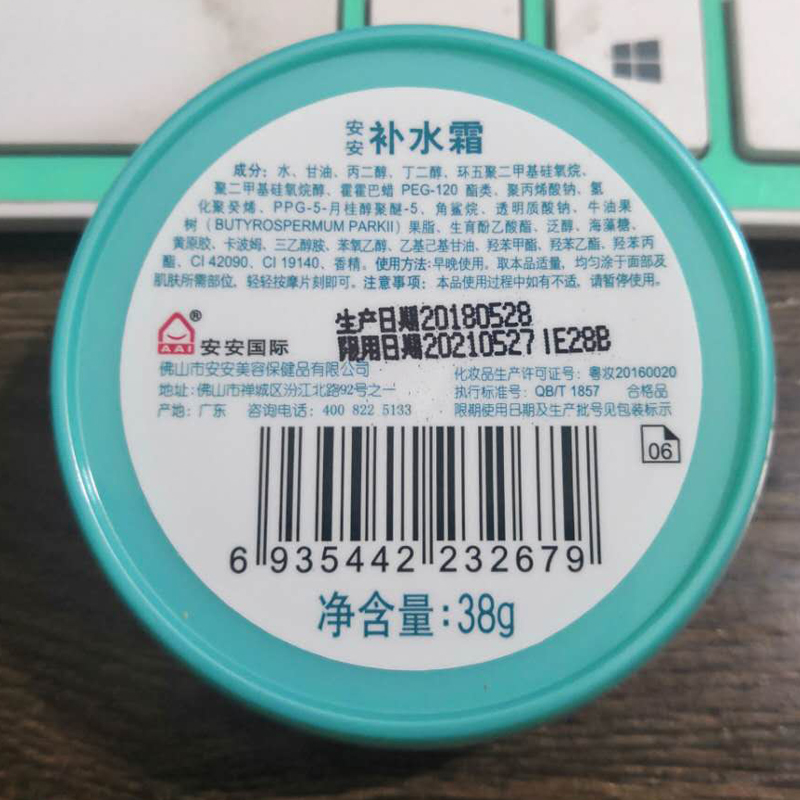 安安补水霜
成分：水、甘油、丙二醇、丁二醇、环五聚二甲基硅氧烷、
聚二甲基硅氧烷醇、霍霍巴蜡 PEG-120 酯类、聚丙烯酸钠、氢
化聚癸烯、PPG-5-月桂醇聚醚-5、角鲨烷、透明质酸钠、牛油果
树（BUTYROSPERMUM PARKII）果脂、生育酚乙酸酯、泛醇、海藻糖、
黄原胶、卡波姆、三乙醇胺、苯氧乙醇、乙基己基甘油、羟苯甲酯、羟苯乙酯、羟苯丙
酯、CI 42090、CI 19140、香精。使用方法:早晚使用。取本品适量，均匀涂于面部及
肌肤所需部位，轻轻按摩片刻即可。注意事项：本品使用过程中如有不适，请暂停使用。
生产日期20180528
限用日期20210527 IE28B
AAI ® 安安国际
佛山市安安美容保健品有限公司
地址:佛山市禅城区汾江北路92号之一
产地：广东 咨询电话：400 822 5133
化妆品生产许可证号：粤妆20160020
执行标准号：QB/T 1857 合格品
限期使用日期及生产批号见包装标示
06
6 935442 232679
净含量:38g